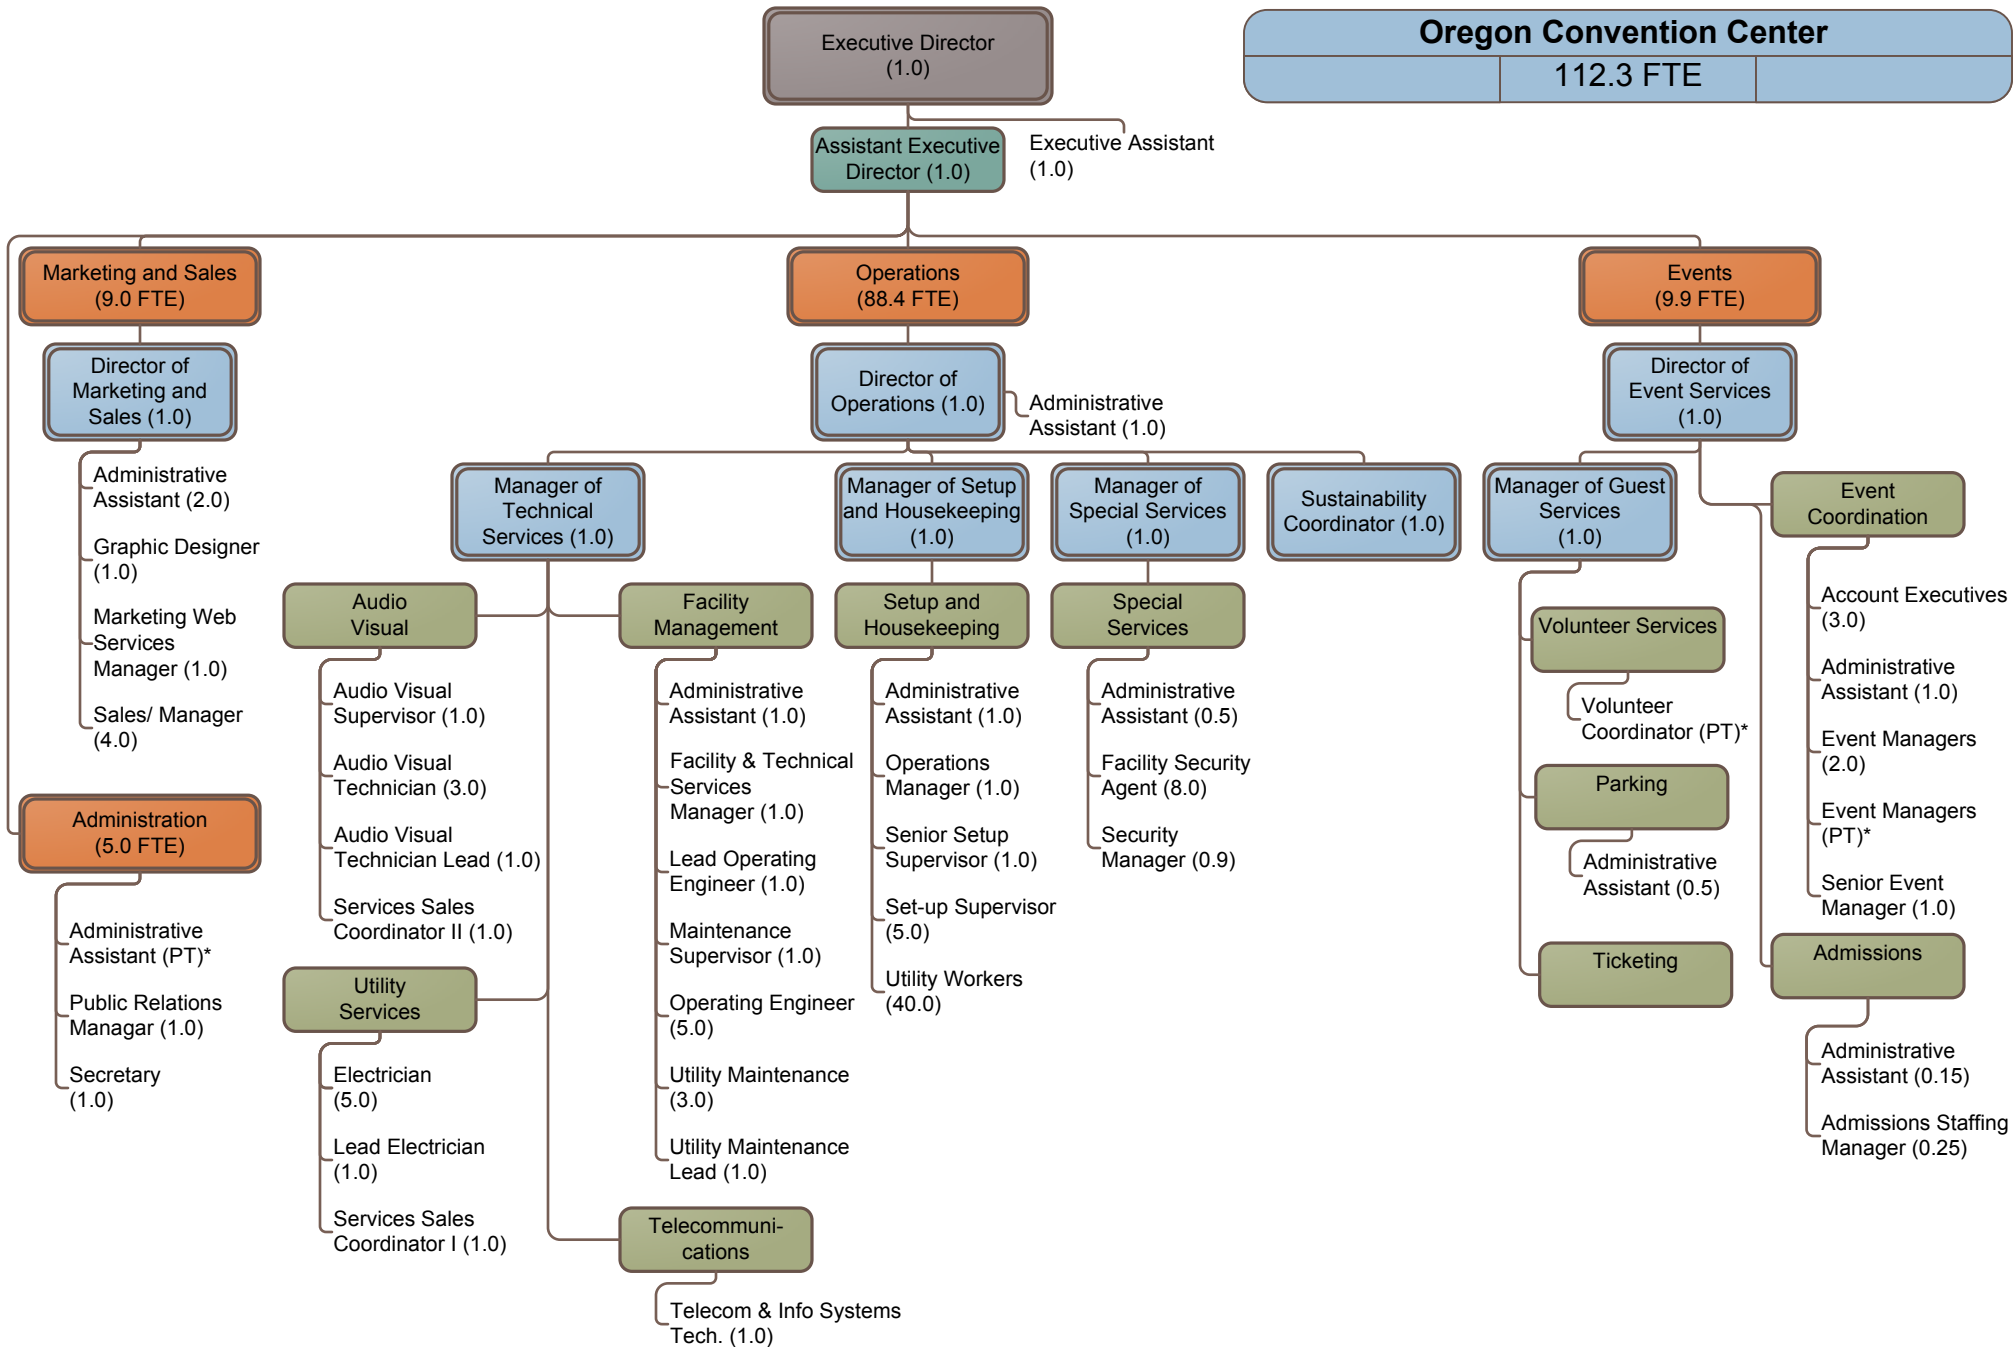 Oregon Convention Center
112.3 FTE
Executive Director
(1.0)
Assistant Executive
Director (1.0)
Executive Assistant
(1.0)
Marketing and Sales
(9.0 FTE)
Director of
Marketing and
Sales (1.0)
Administrative
Assistant (2.0)
Graphic Designer
(1.0)
Marketing Web
Services
Manager (1.0)
Sales/ Manager
(4.0)
Administration
(5.0 FTE)
Administrative
Assistant (PT)*
Public Relations
Managar (1.0)
Secretary
(1.0)
Operations
(88.4 FTE)
Director of
Operations (1.0)
Administrative
Assistant (1.0)
Manager of
Technical
Services (1.0)
Audio
Visual
Audio Visual
Supervisor (1.0)
Audio Visual
Technician (3.0)
Audio Visual
Technician Lead (1.0)
Services Sales
Coordinator II (1.0)
Utility
Services
Electrician
(5.0)
Lead Electrician
(1.0)
Services Sales
Coordinator I (1.0)
Facility
Management
Administrative
Assistant (1.0)
Facility & Technical
Services
Manager (1.0)
Lead Operating
Engineer (1.0)
Maintenance
Supervisor (1.0)
Operating Engineer
(5.0)
Utility Maintenance
(3.0)
Utility Maintenance
Lead (1.0)
Telecommuni-
cations
Telecom & Info Systems
Tech. (1.0)
Manager of Setup
and Housekeeping
(1.0)
Setup and
Housekeeping
Administrative
Assistant (1.0)
Operations
Manager (1.0)
Senior Setup
Supervisor (1.0)
Set-up Supervisor
(5.0)
Utility Workers
(40.0)
Manager of
Special Services
(1.0)
Special
Services
Administrative
Assistant (0.5)
Facility Security
Agent (8.0)
Security
Manager (0.9)
Sustainability
Coordinator (1.0)
Events
(9.9 FTE)
Director of
Event Services
(1.0)
Manager of Guest
Services
(1.0)
Volunteer Services
Volunteer
Coordinator (PT)*
Parking
Administrative
Assistant (0.5)
Ticketing
Event
Coordination
Account Executives
(3.0)
Administrative
Assistant (1.0)
Event Managers
(2.0)
Event Managers
(PT)*
Senior Event
Manager (1.0)
Admissions
Administrative
Assistant (0.15)
Admissions Staffing
Manager (0.25)